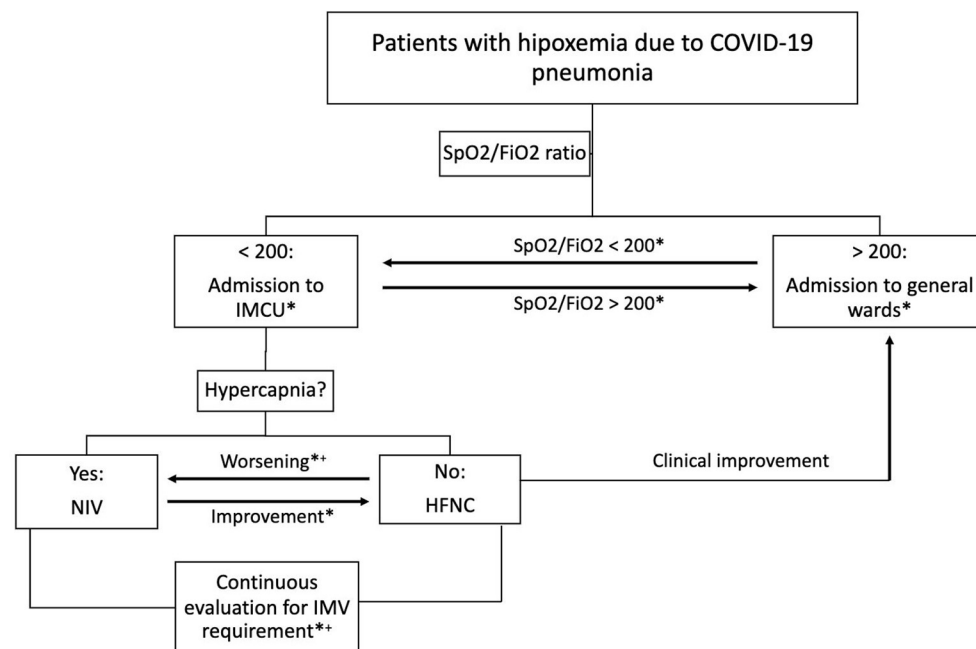 Patients with hipoxemia due to COVID-19
pneumonia
SpO2/FiO2 ratio
< 200:
Admission to
IMCU*
SpO2/FiO2 < 200*
SpO2/FiO2 > 200*
> 200:
Admission to general
wards*
Hypercapnia?
Yes:
NIV
Worsening*+
Improvement*
No:
HFNC
Clinical improvement
Continuous
evaluation for IMV
requirement*+